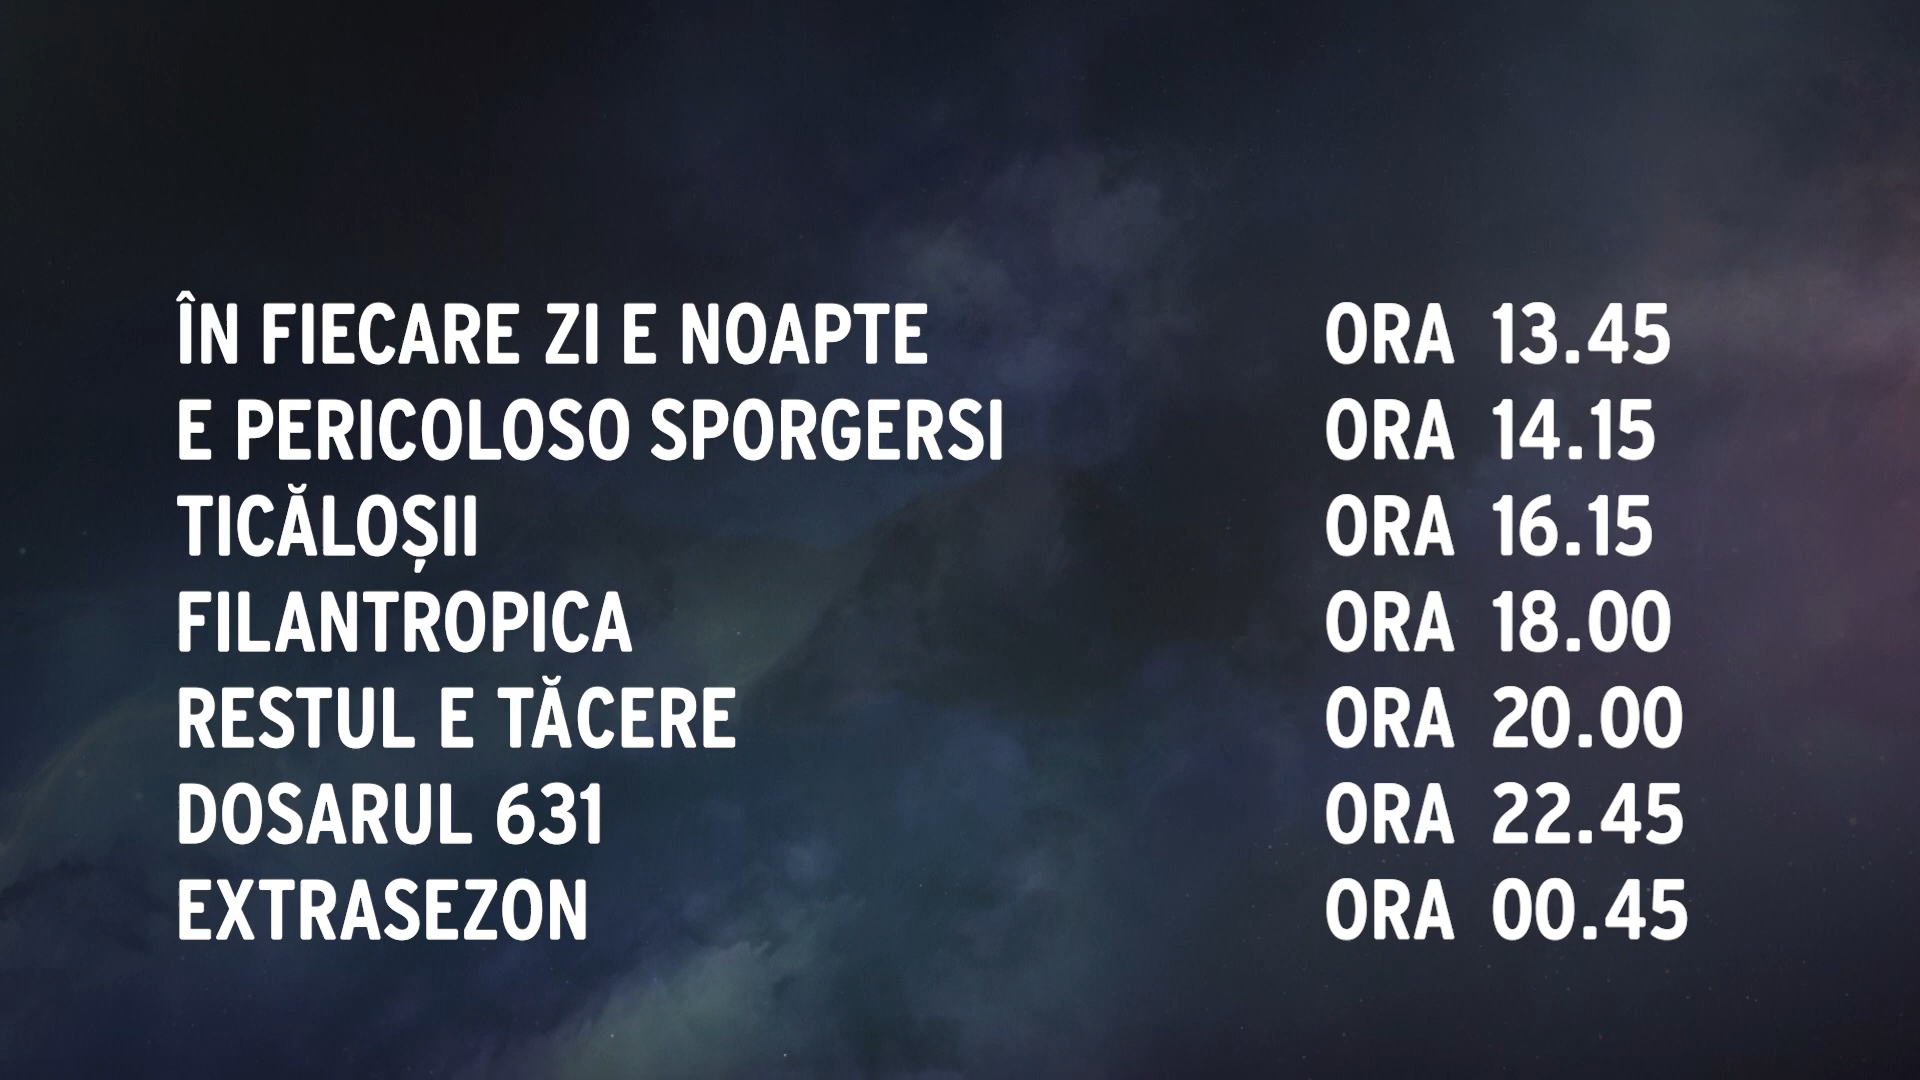 ÎN FIECARE ZI E NOAPTE ORA 13.45
E PERICOLOSO SPORGERSI ORA 14.15
TICĂLOȘII ORA 16.15
FILANTROPICA ORA 18.00
RESTUL E TĂCERE ORA 20.00
DOSARUL 631 ORA 22.45
EXTRASEZON ORA 00.45